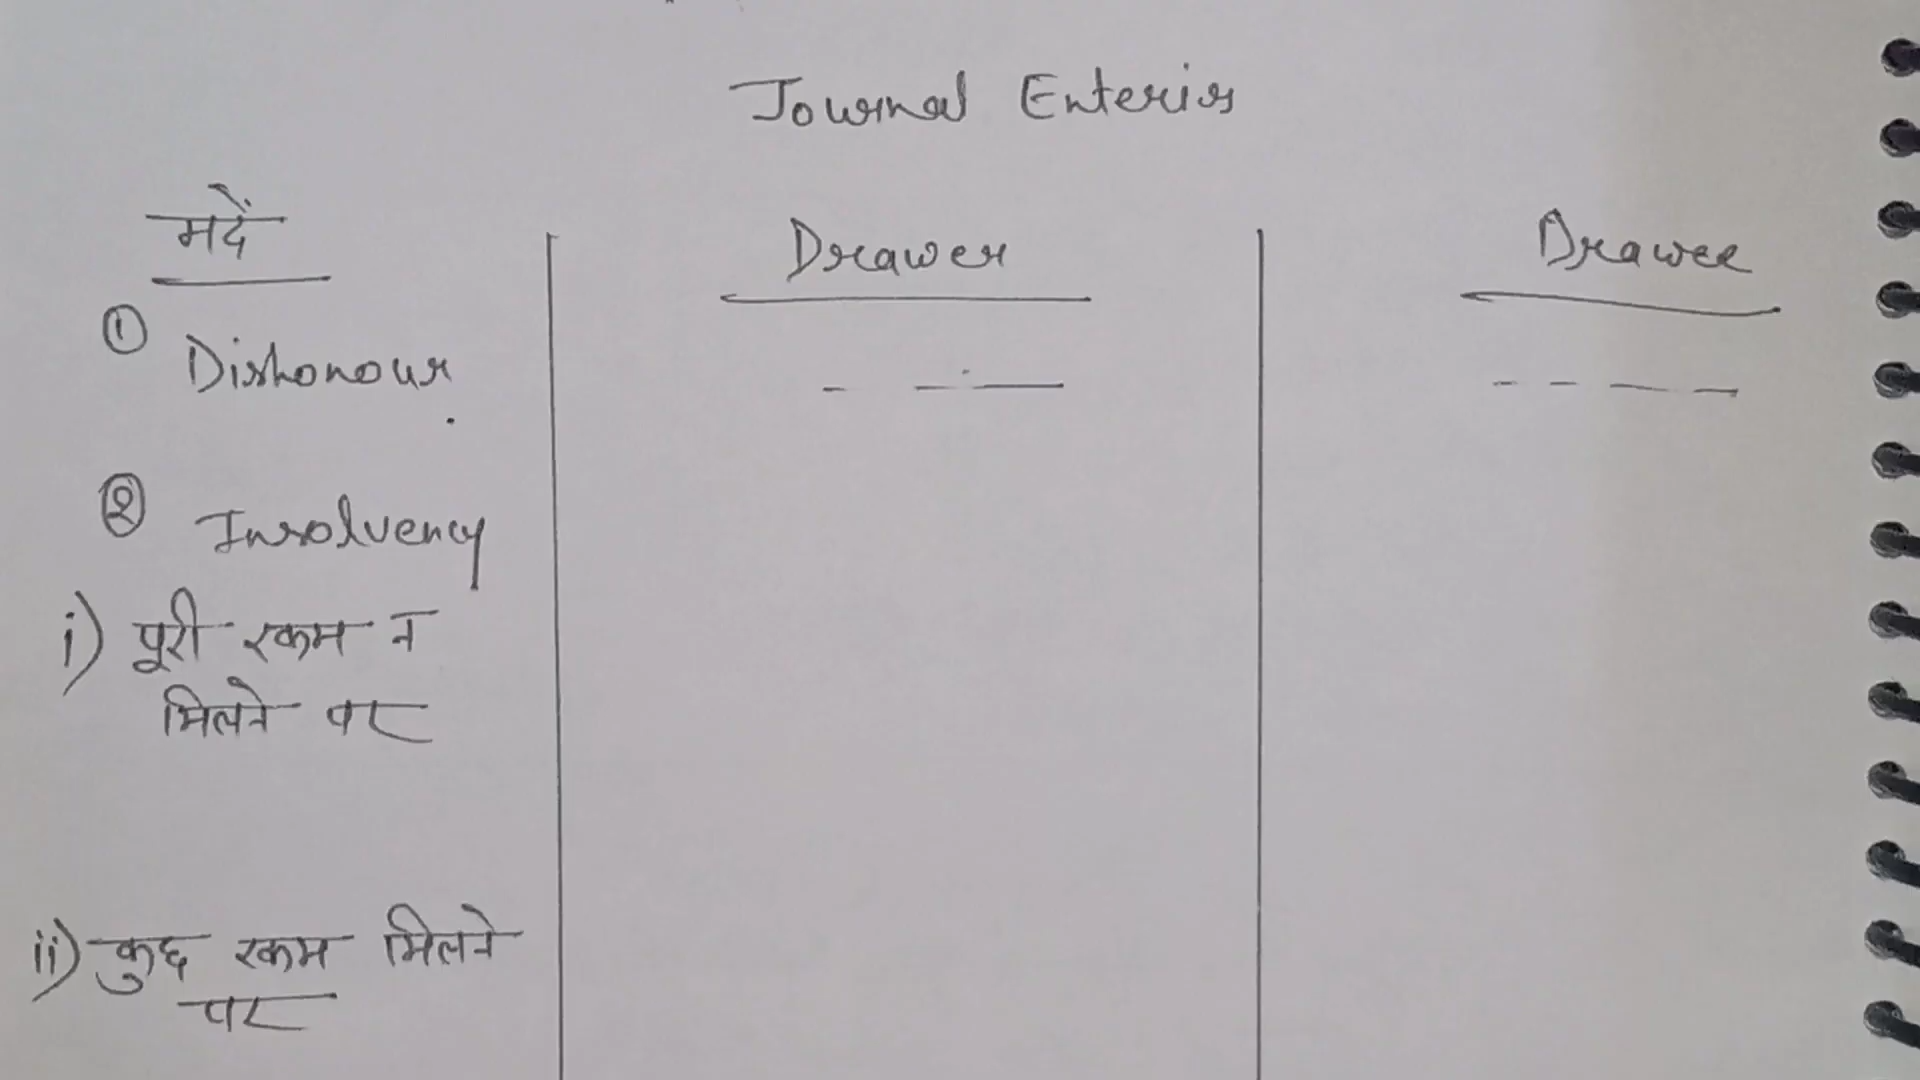 Journal Enteries
मदें
Drawer
Drawee
① Dishonour
② Insolvency
i) पूरी रकम न
मिलने पर
ii) कुछ रकम मिलने
पर